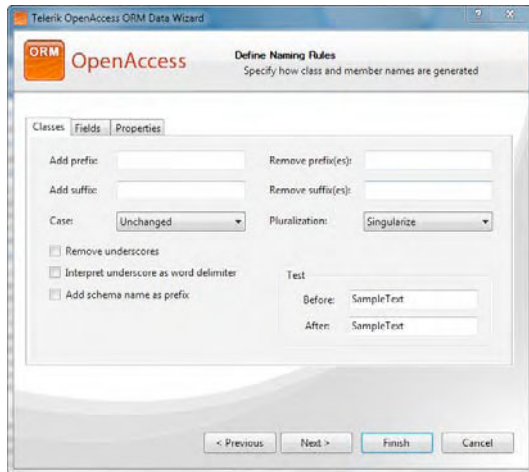 Telerik OpenAccess ORM Data Wizard
ORM
OpenAccess
Define Naming Rules
Specify how class and member names are generated
Classes Fields Properties
Add prefix: Remove prefix(es):
Add suffix: Remove suffix(es):
Case: Unchanged Pluralization: Singularize
Remove underscores
Interpret underscore as word delimiter
Add schema name as prefix
Test
Before: SampleText
After: SampleText
< Previous Next > Finish Cancel